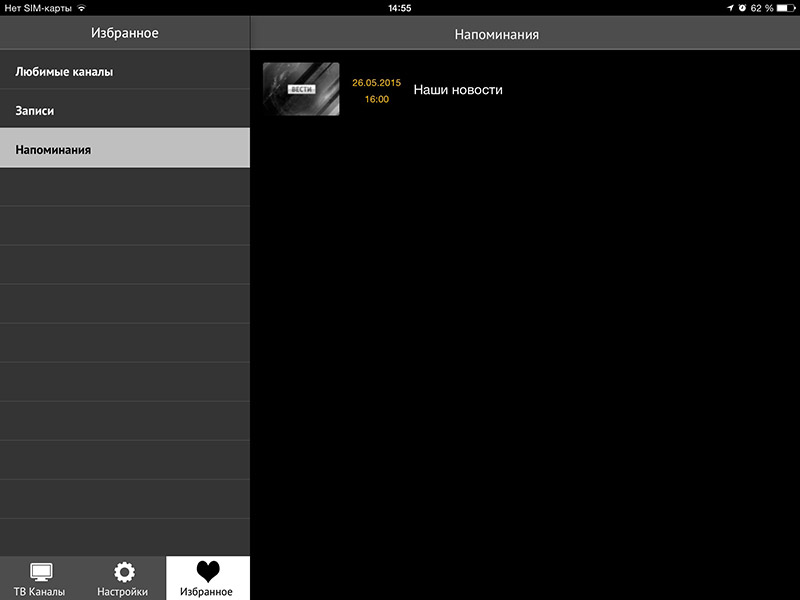 Нет SIM-карты 14:55 62 %
Избранное
Напоминания
Любимые каналы
Записи
Напоминания
ВЕСТИ
26.05.2015
16:00
Наши новости
ТВ Каналы
Настройки
Избранное